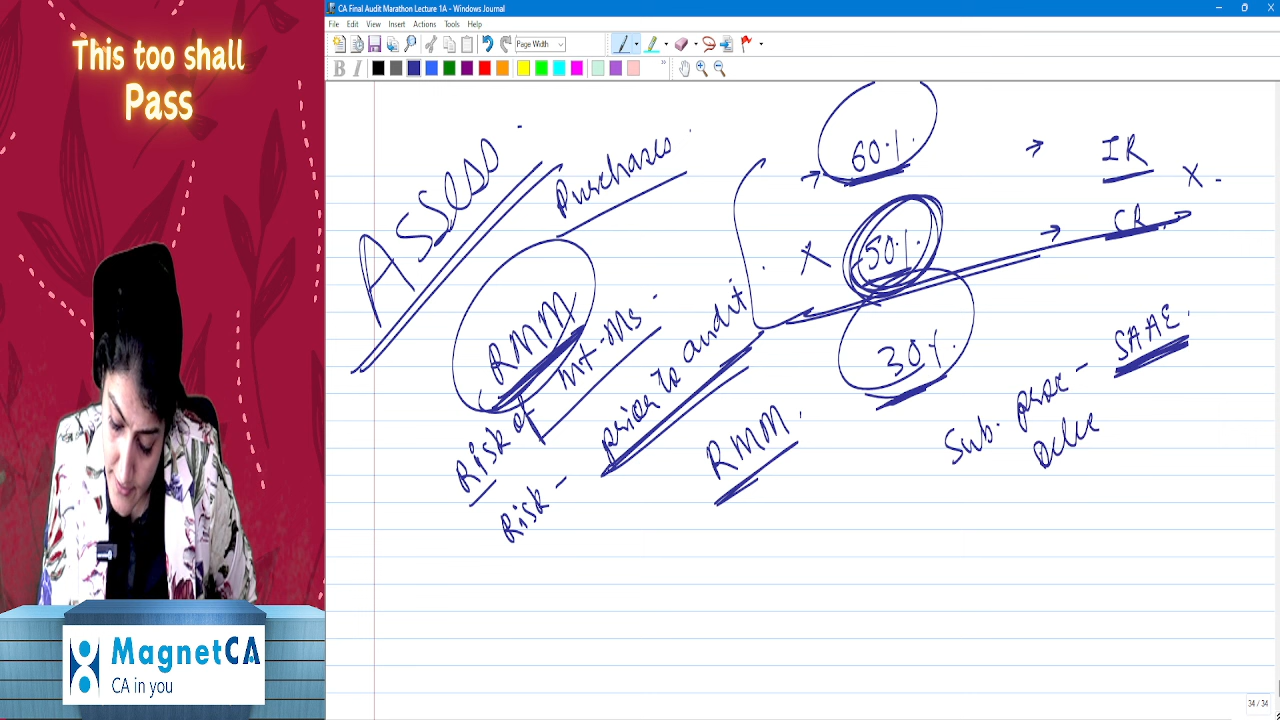 CA Final Audit Marathon Lecture 1A - Windows Journal
File Edit View Insert Actions Tools Help
Page Width
B I
This too shall
Pass
Assess
Purchases
RMM
Risk of Mt-Ms
Risk - prior to audit
RMM
60%
50%
30%
IR
CR
X
X
SAAE
Sub. proc -
MagnetCA
CA in you
34 / 34